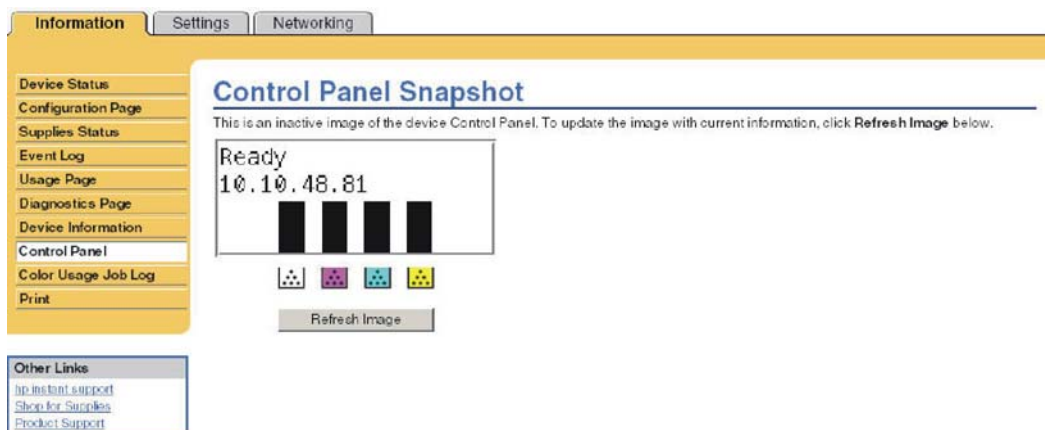 Information
Settings
Networking
Device Status
Configuration Page
Supplies Status
Event Log
Usage Page
Diagnostics Page
Device Information
Control Panel
Color Usage Job Log
Print
Other Links
hp instant support
Shop for Supplies
Product Support
Control Panel Snapshot
This is an inactive image of the device Control Panel. To update the image with current information, click Refresh Image below.
Ready
10.10.48.81
Refresh Image